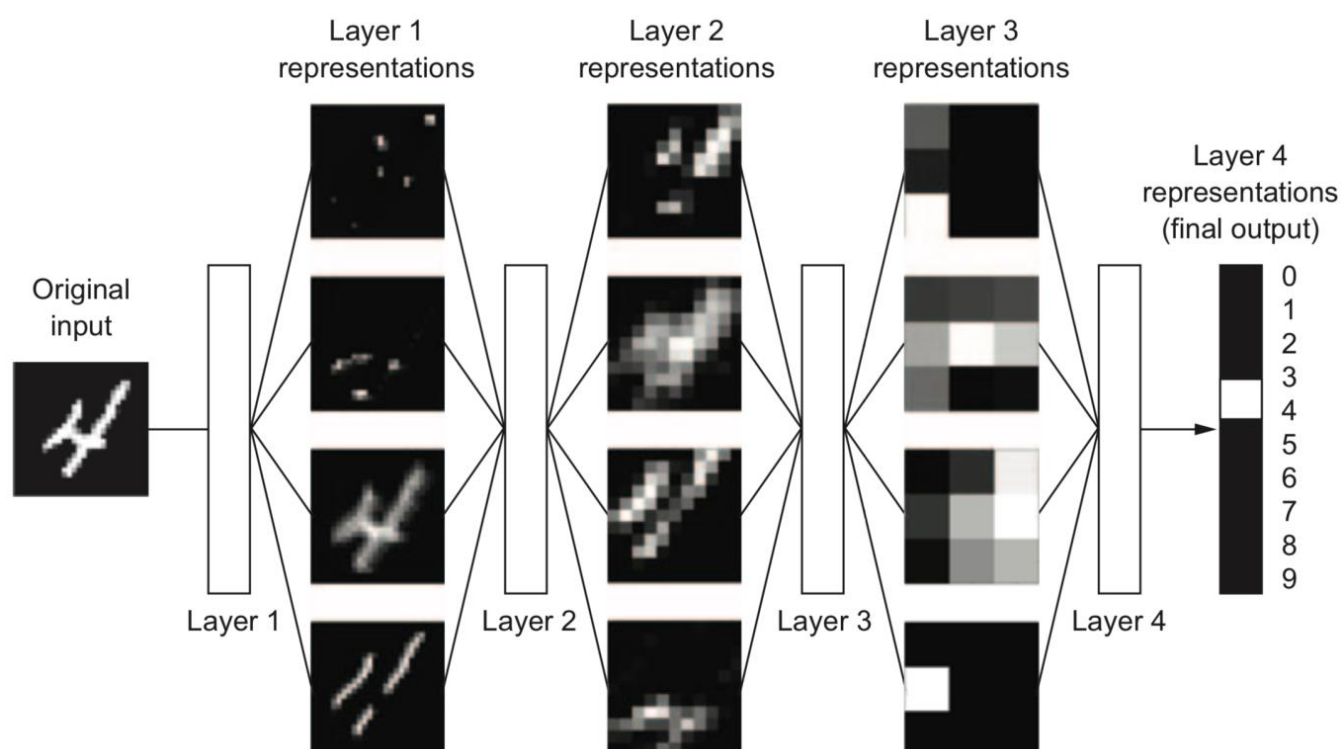 Layer 1
representations
Layer 2
representations
Layer 3
representations
Layer 4
representations
(final output)
Original
input
0
1
2
3
4
5
6
7
8
9
Layer 1
Layer 2
Layer 3
Layer 4